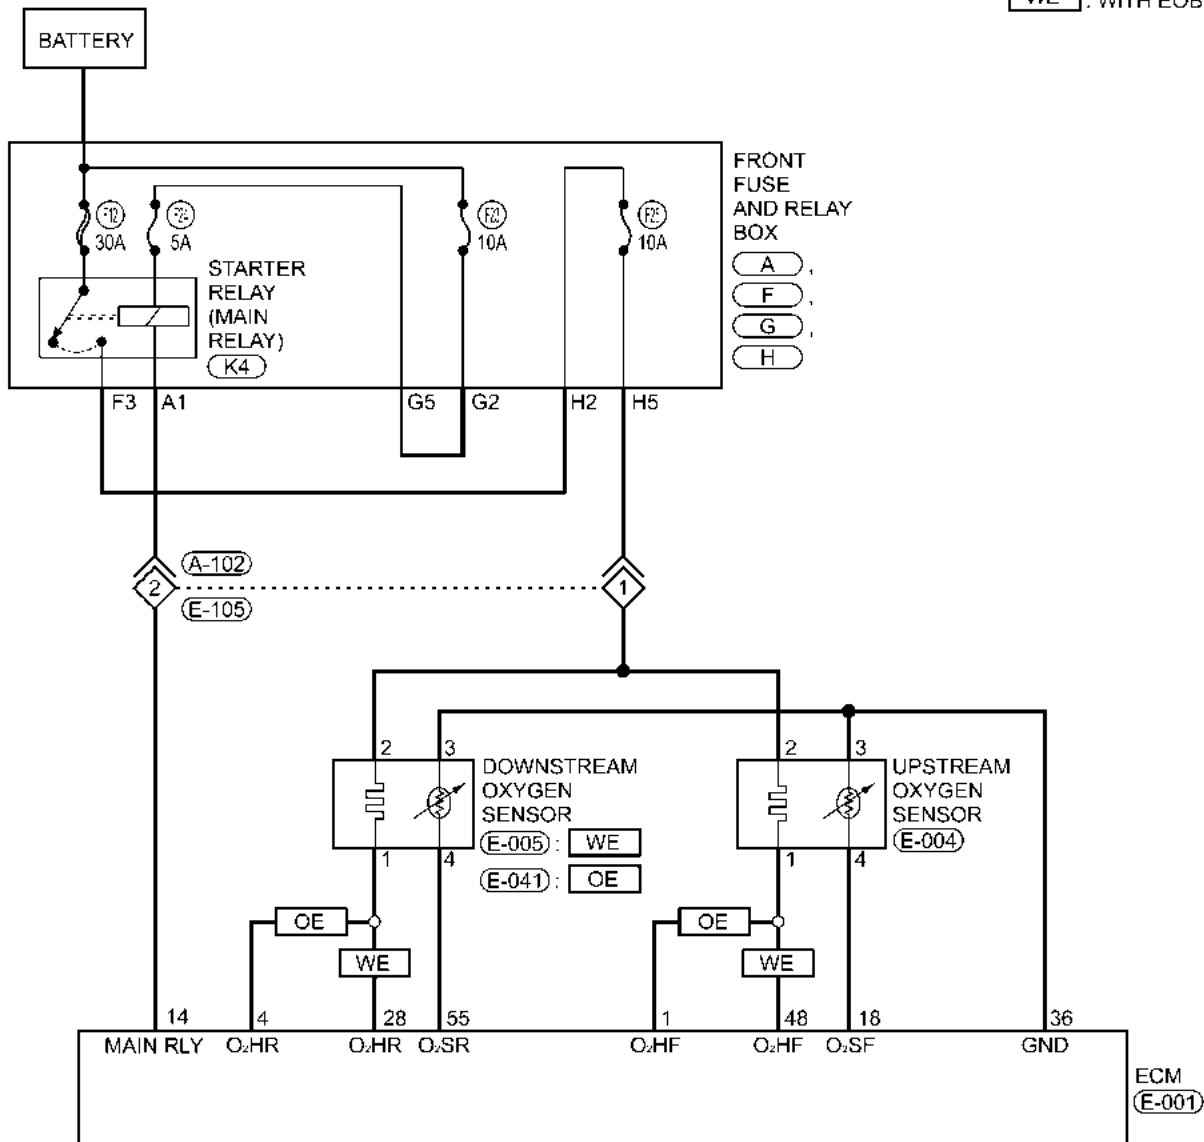 : WITH EOB
BATTERY
FRONT
FUSE
AND RELAY
BOX
A ,
F ,
G ,
H
F12
30A
F24
5A
10A
F25
10A
STARTER
RELAY
(MAIN
RELAY)
K4
F3 A1 G5 G2 H2 H5
A-102
2 1
E-105
2 3 2 3
DOWNSTREAM
OXYGEN
SENSOR
E-005 : WE
E-041 : OE
UPSTREAM
OXYGEN
SENSOR
E-004
1 4 1 4
OE OE
WE WE
14 4 28 55 1 48 18 36
MAIN RLY O₂HR O₂HR O₂SR O₂HF O₂HF O₂SF GND
ECM
E-001